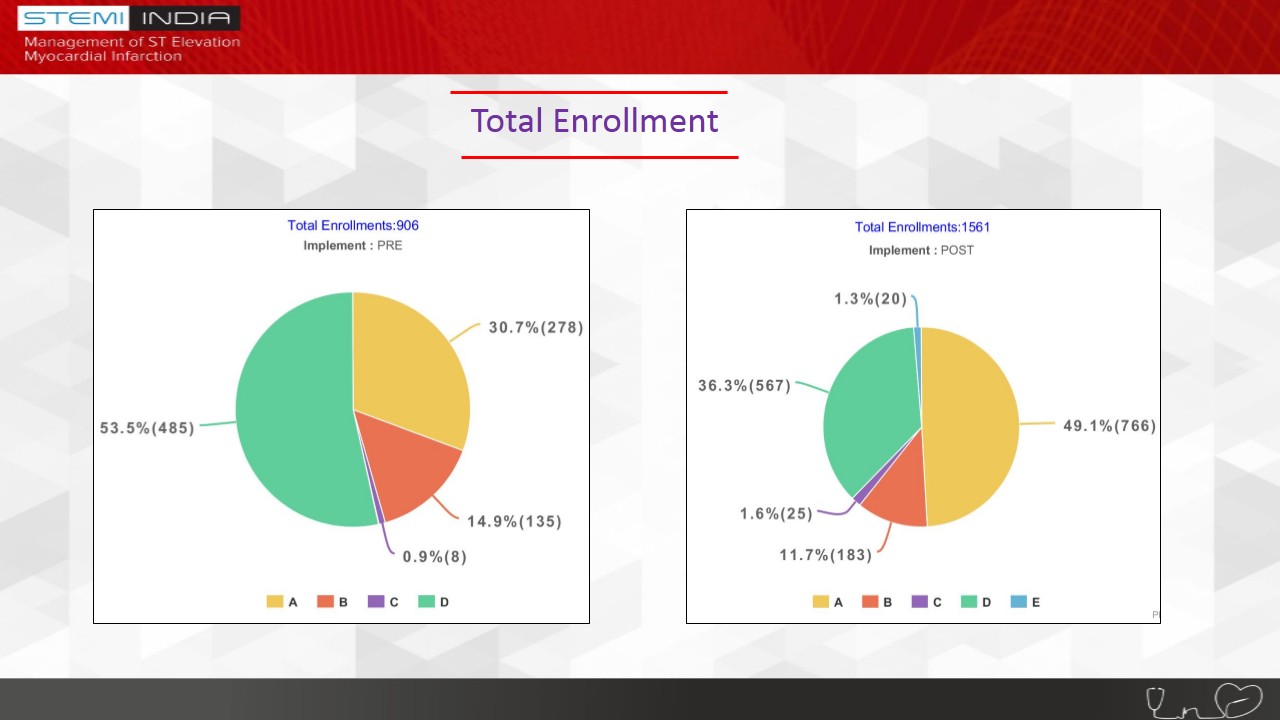 STEMI INDIA
Management of ST Elevation
Myocardial Infarction
Total Enrollment
Total Enrollments:906
Implement : PRE
30.7%(278)
53.5%(485)
14.9%(135)
0.9%(8)
A B C D
Total Enrollments:1561
Implement : POST
1.3%(20)
36.3%(567)
49.1%(766)
1.6%(25)
11.7%(183)
A B C D E